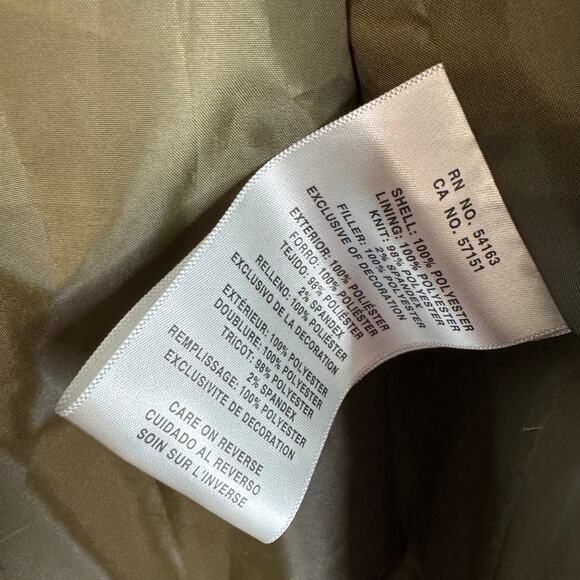 RN NO. 54163
CA NO. 57151
SHELL: 100% POLYESTER
LINING: 100% POLYESTER
KNIT: 98% POLYESTER
2% SPANDEX
FILLER: 100% POLYESTER
EXCLUSIVE OF DECORATION
EXTERIOR: 100% POLIÉSTER
FORRO: 100% POLIÉSTER
TEJIDO: 98% POLIÉSTER
2% SPANDEX
RELLENO: 100% POLIÉSTER
EXCLUSIVO DE LA DECORATION
EXTÉRIEUR: 100% POLYESTER
DOUBLURE: 100% POLYESTER
TRICOT: 98% POLYESTER
2% SPANDEX
REMPLISSAGE: 100% POLYESTER
EXCLUSIVITE DE DECORATION
CARE ON REVERSE
CUIDADO AL REVERSO
SOIN SUR L'INVERSE